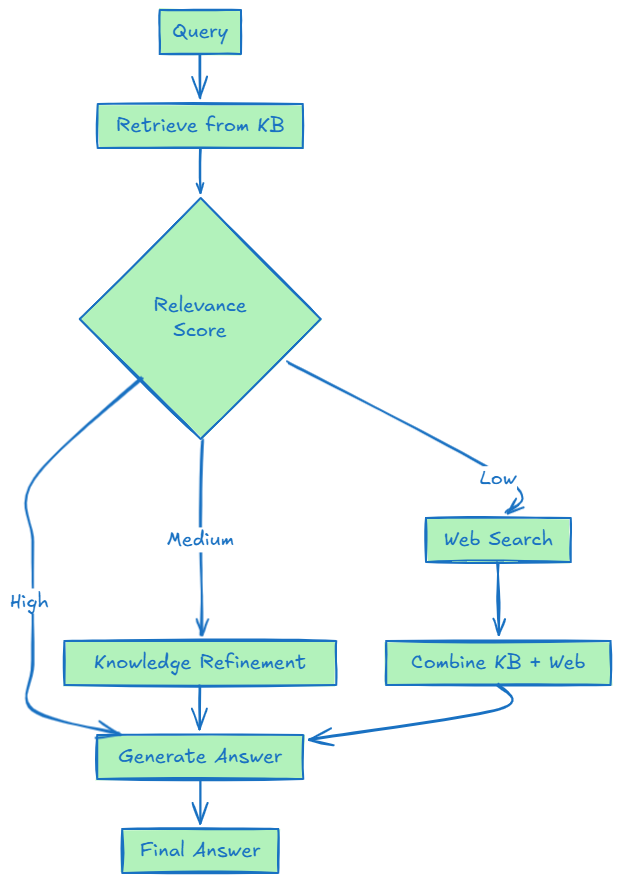 Query
Retrieve from KB
Relevance
Score
Low
Web Search
Medium
High
Knowledge Refinement
Combine KB + Web
Generate Answer
Final Answer